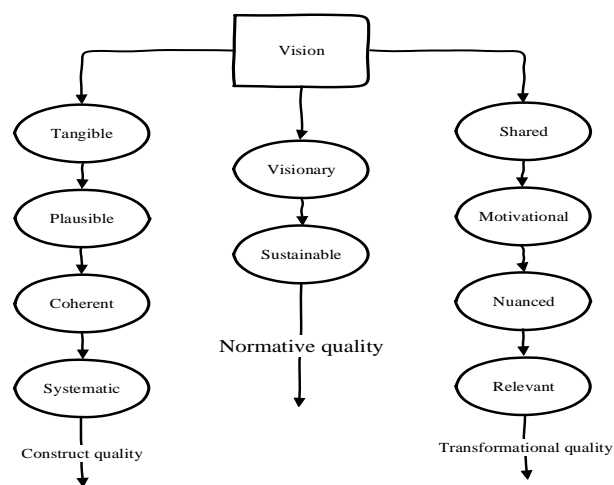 Vision
Tangible
Plausible
Coherent
Systematic
Construct quality
Visionary
Sustainable
Normative quality
Shared
Motivational
Nuanced
Relevant
Transformational quality